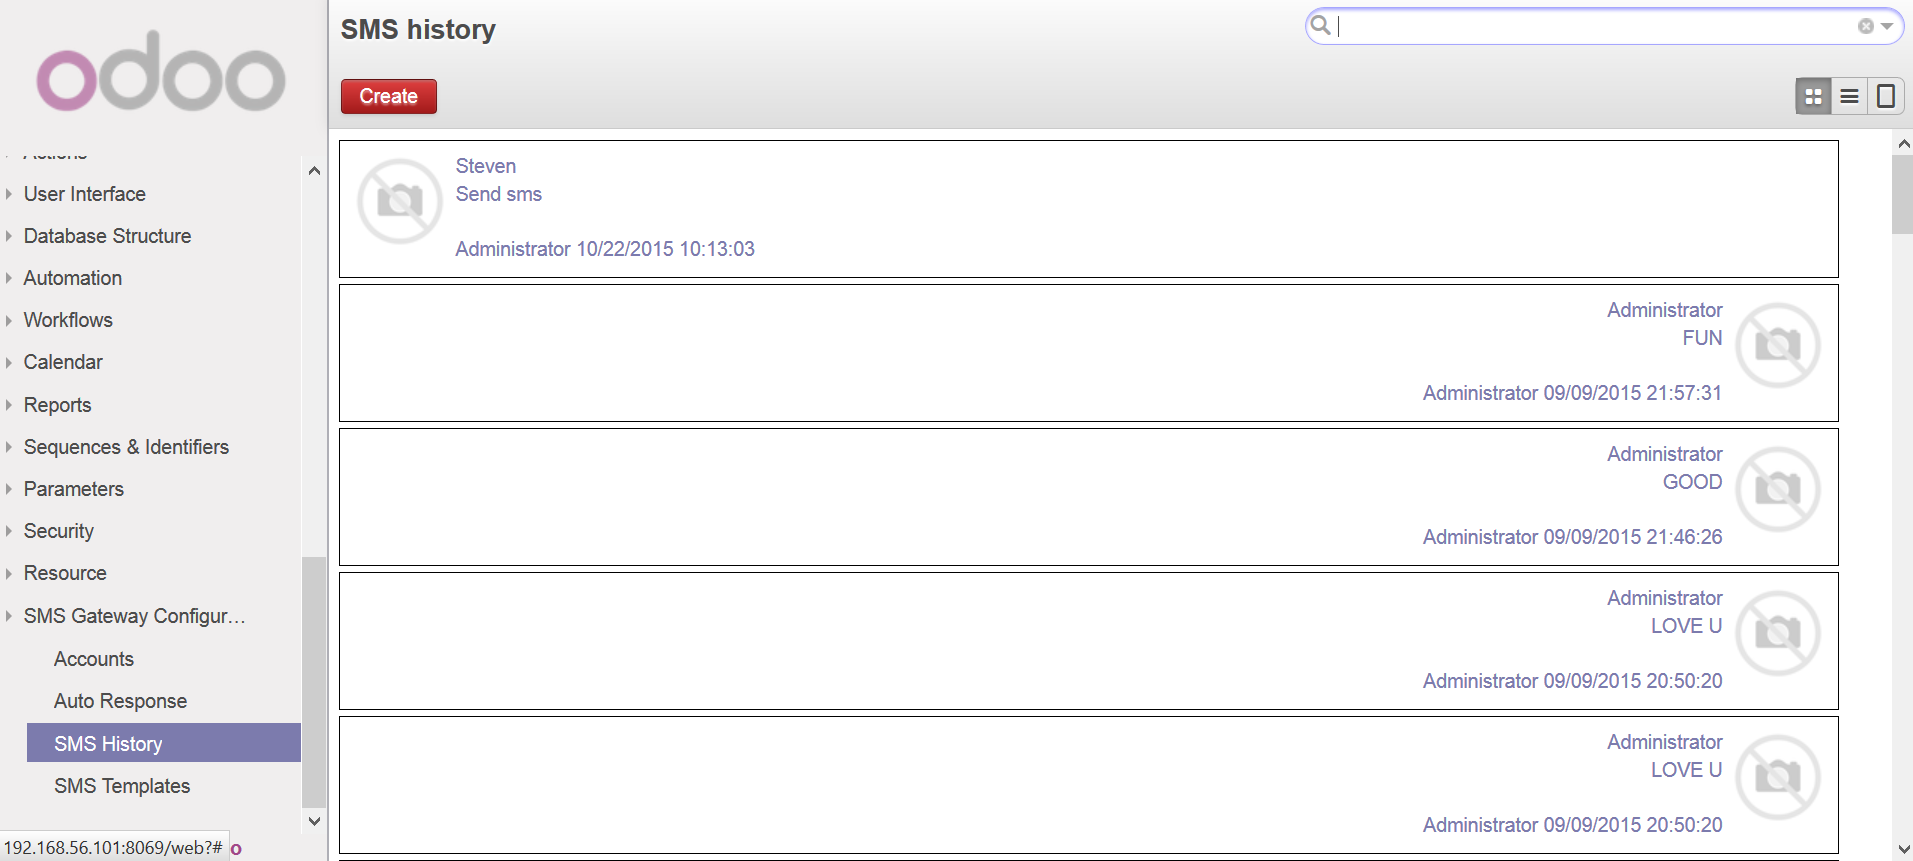 odoo
Actions
User Interface
Database Structure
Automation
Workflows
Calendar
Reports
Sequences & Identifiers
Parameters
Security
Resource
SMS Gateway Configur…
Accounts
Auto Response
SMS History
SMS Templates
192.168.56.101:8069/web?#
o
SMS history
Create
Steven
Send sms
Administrator 10/22/2015 10:13:03
Administrator
FUN
Administrator 09/09/2015 21:57:31
Administrator
GOOD
Administrator 09/09/2015 21:46:26
Administrator
LOVE U
Administrator 09/09/2015 20:50:20
Administrator
LOVE U
Administrator 09/09/2015 20:50:20